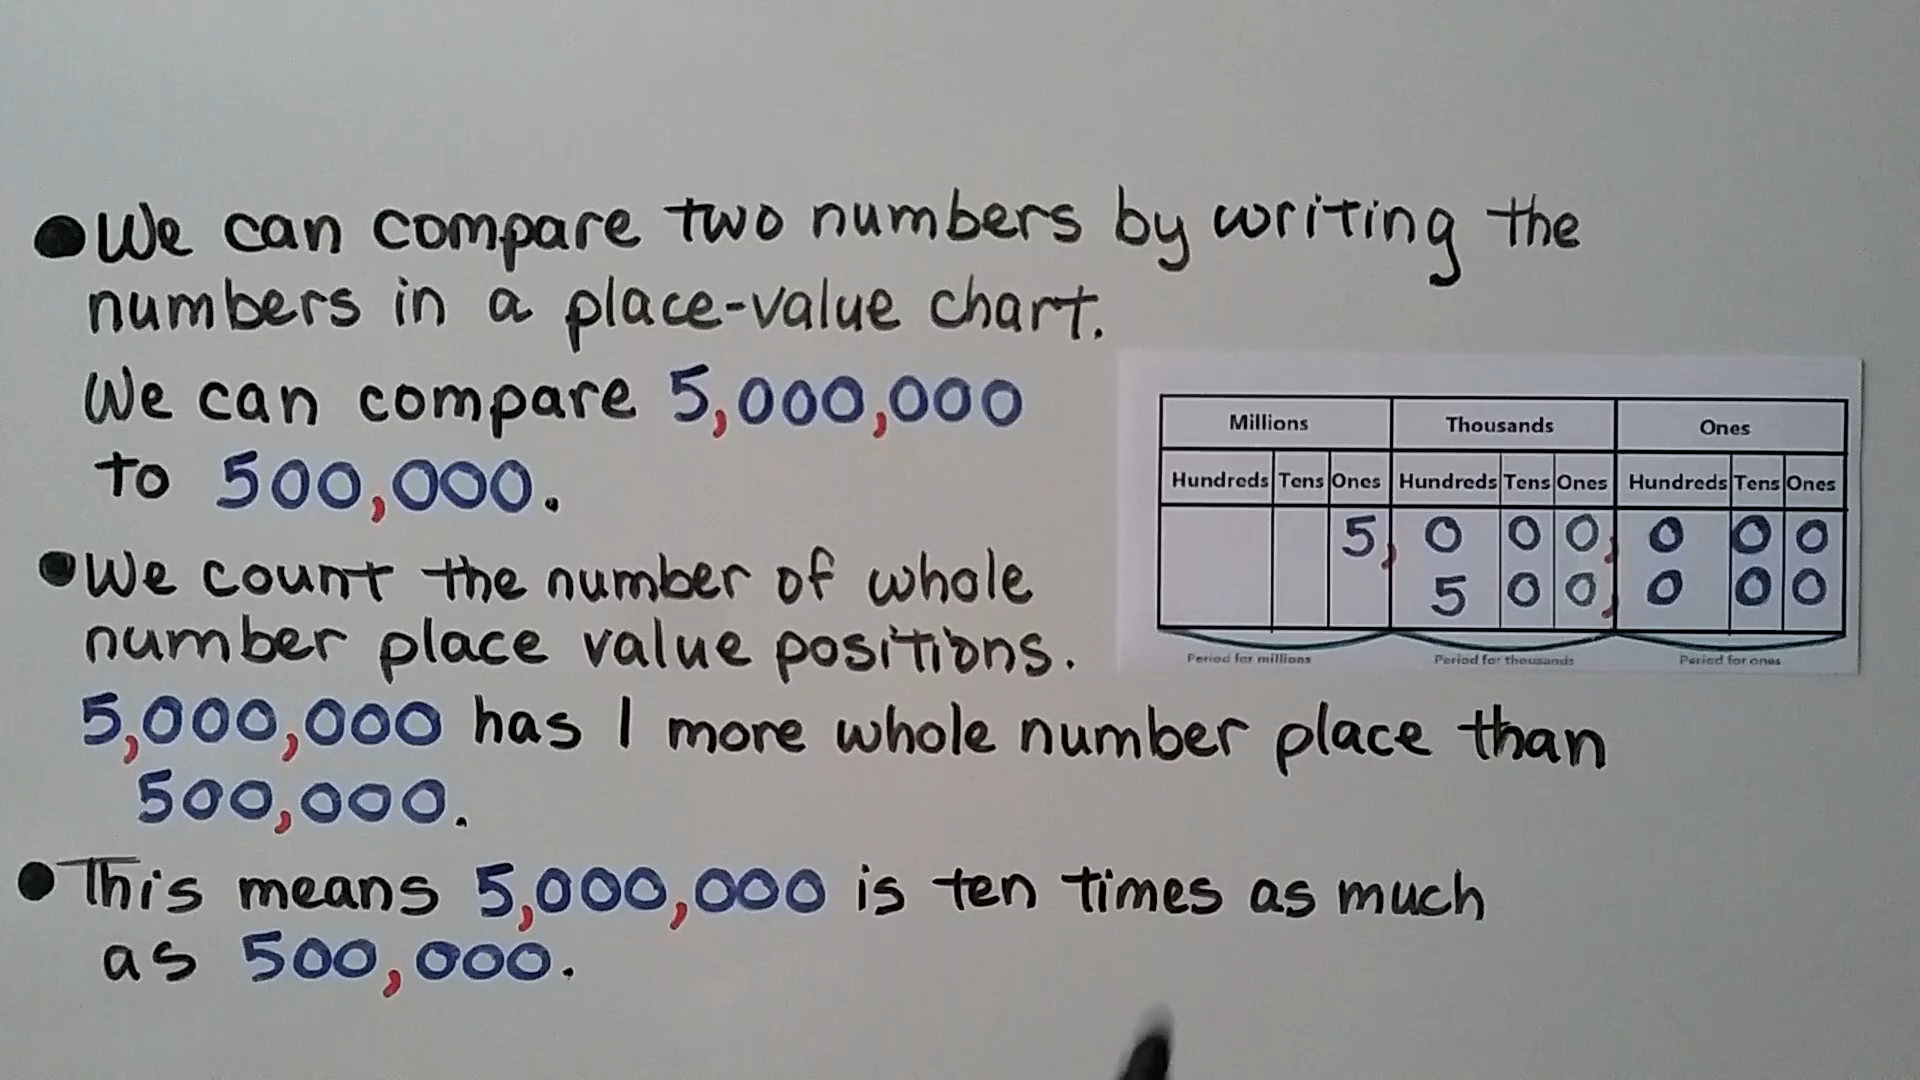 ●We can compare two numbers by writing the
numbers in a place-value chart.
We can compare 5,000,000
to 500,000.
●We count the number of whole
number place value positions.
5,000,000 has 1 more whole number place than
500,000.
●This means 5,000,000 is ten times as much
as 500,000.
Millions Thousands Ones
Hundreds Tens Ones Hundreds Tens Ones Hundreds Tens Ones
5, 0 0 0, 0 0 0
5 0 0, 0 0 0
Period for millions Period for thousands Period for ones